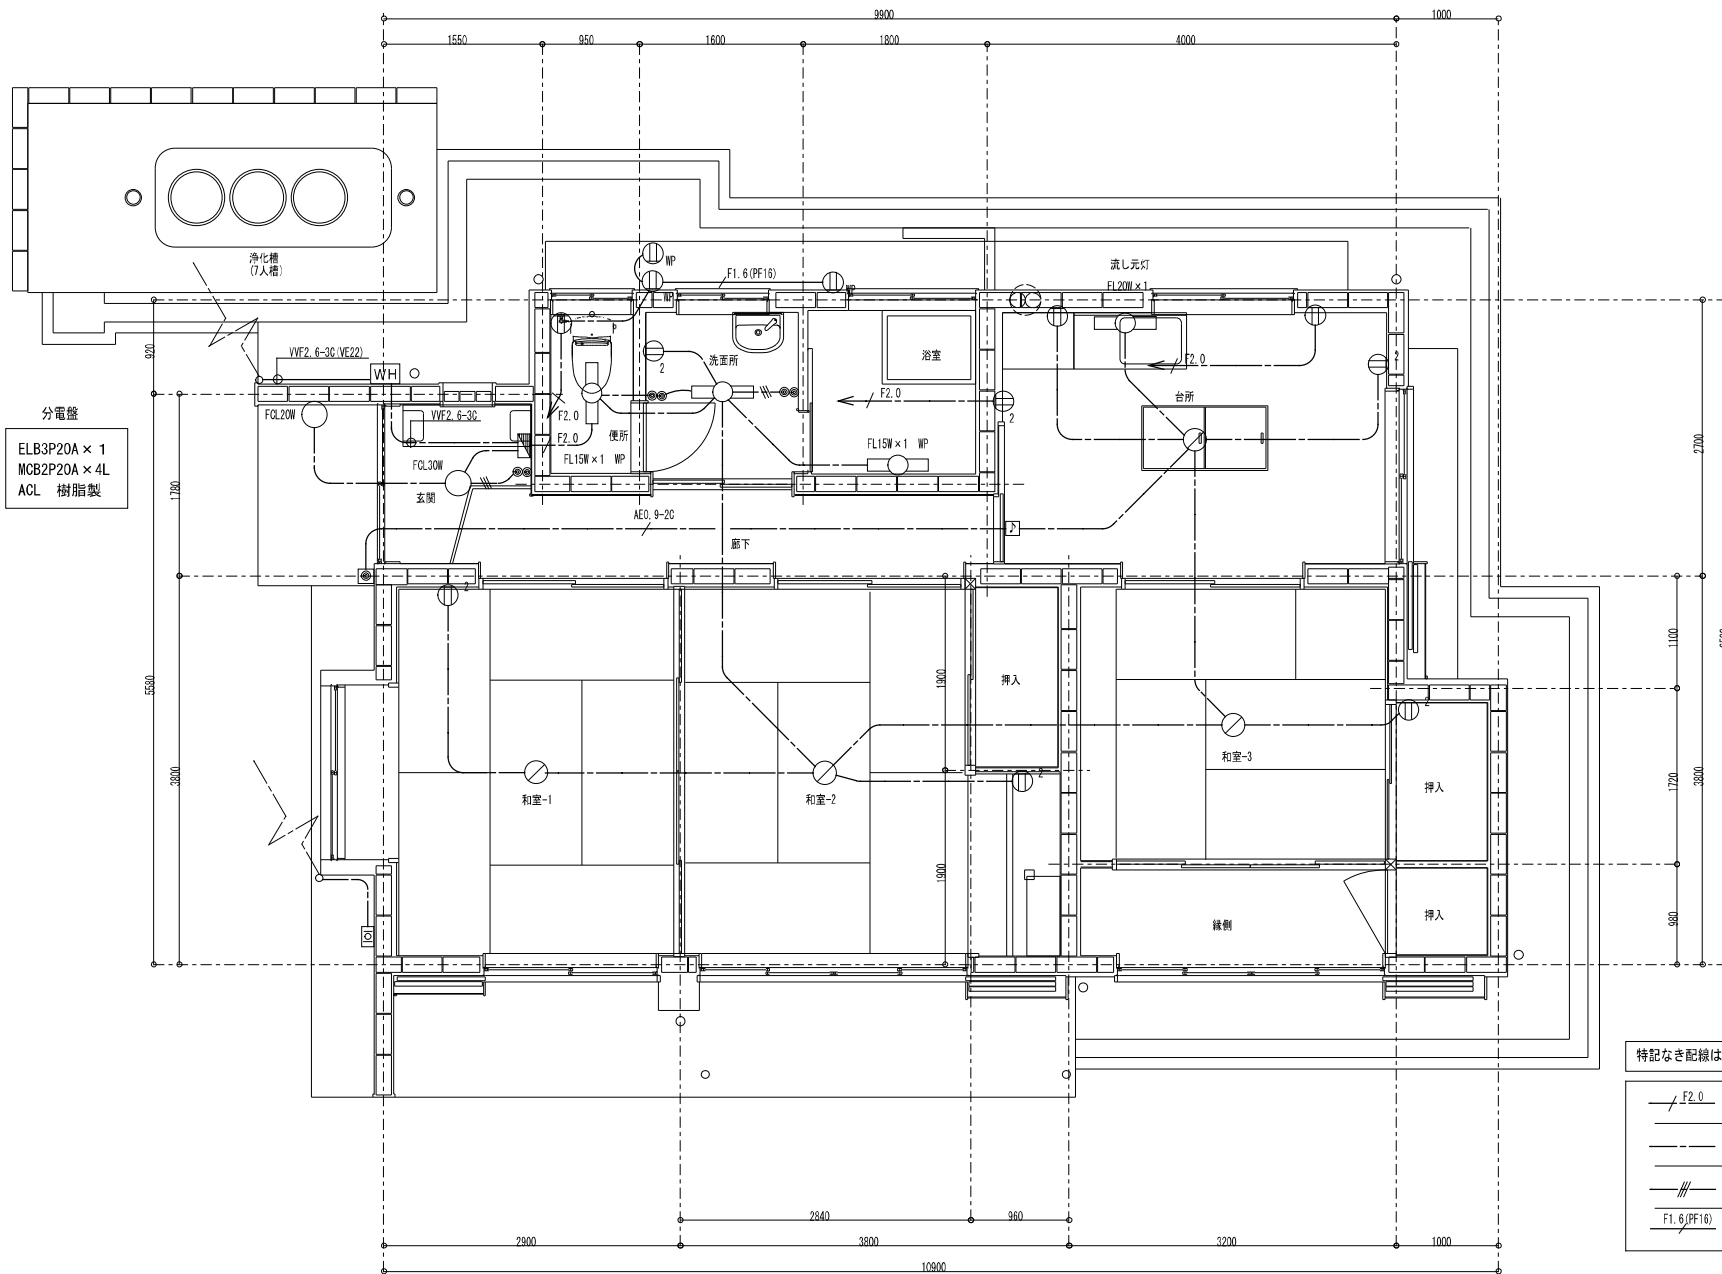 9900
1000
1550
950
1600
1800
4000
浄化槽
(7人槽)
WP
F1.6(PF16)
WP
WP
流し元灯
FL20W×1
920
VVF2.6-3C(VE22)
WH
洗面所
2
浴室
F2.0
2
台所
分電盤
ELB3P20A×1
MCB2P20A×4L
ACL 樹脂製
FCL20W
VVF2.6-3C
F2.0
F2.0
便所
F2.0
2
FL15W×1 WP
FL15W×1 WP
FCL30W
玄関
2700
1780
AE0.9-2C
廊下
2
5580
1900
押入
1100
2
和室-1
和室-2
2
和室-3
押入
3800
1720
3800
1900
縁側
押入
980
特記なき配線は
F2.0
F1.6(PF16)
2840
960
2900
3800
3200
1000
10900